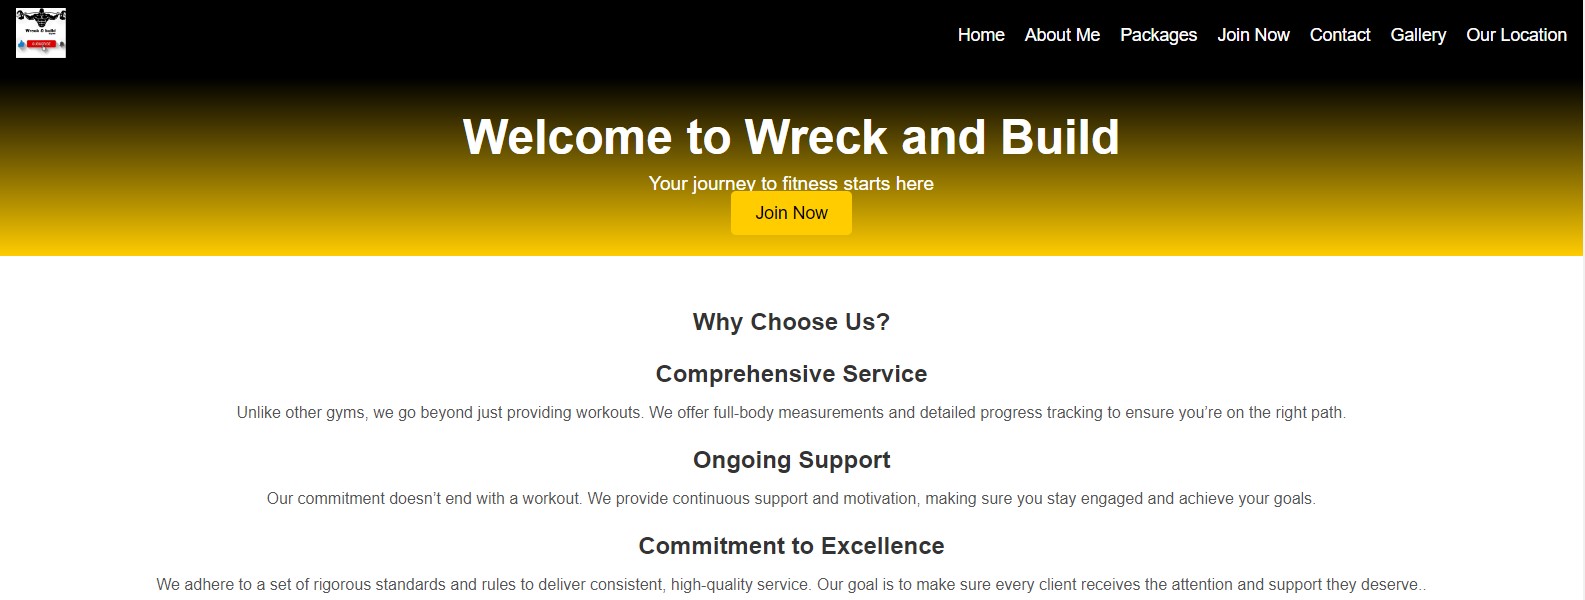 Wreck & build
Home About Me Packages Join Now Contact Gallery Our Location
Welcome to Wreck and Build
Your journey to fitness starts here
Join Now
Why Choose Us?
Comprehensive Service
Unlike other gyms, we go beyond just providing workouts. We offer full-body measurements and detailed progress tracking to ensure you’re on the right path.
Ongoing Support
Our commitment doesn’t end with a workout. We provide continuous support and motivation, making sure you stay engaged and achieve your goals.
Commitment to Excellence
We adhere to a set of rigorous standards and rules to deliver consistent, high-quality service. Our goal is to make sure every client receives the attention and support they deserve..